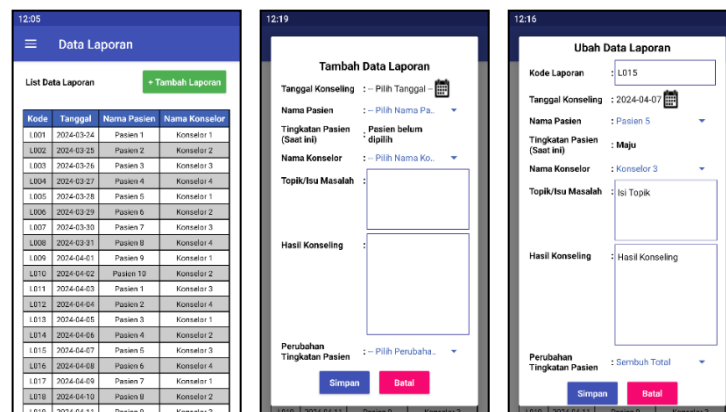 12:05
Data Laporan
List Data Laporan
+ Tambah Laporan
Kode Tanggal Nama Pasien Nama Konselor
L001 2024-03-24 Pasien 1 Konselor 1
L002 2024-03-25 Pasien 2 Konselor 2
L003 2024-03-26 Pasien 3 Konselor 3
L004 2024-03-27 Pasien 4 Konselor 4
L005 2024-03-28 Pasien 5 Konselor 1
L006 2024-03-29 Pasien 6 Konselor 2
L007 2024-03-30 Pasien 7 Konselor 3
L008 2024-03-31 Pasien 8 Konselor 4
L009 2024-04-01 Pasien 9 Konselor 1
L010 2024-04-02 Pasien 10 Konselor 2
L011 2024-04-03 Pasien 1 Konselor 3
L012 2024-04-04 Pasien 2 Konselor 4
L013 2024-04-05 Pasien 3 Konselor 1
L014 2024-04-06 Pasien 4 Konselor 2
L015 2024-04-07 Pasien 5 Konselor 3
L016 2024-04-08 Pasien 6 Konselor 4
L017 2024-04-09 Pasien 7 Konselor 1
L018 2024-04-10 Pasien 8 Konselor 2
L019 2024-04-11 Pasien 9 Konselor 3
12:19
Tambah Data Laporan
Tanggal Konseling : -- Pilih Tanggal --
Nama Pasien : -- Pilih Nama Pa..
Tingkatan Pasien : Pasien belum
(Saat ini) dipilih
Nama Konselor : -- Pilih Nama Ko..
Topik/Isu Masalah :
Hasil Konseling :
Perubahan
Tingkatan Pasien : -- Pilih Perubaha..
Simpan Batal
12:16
Ubah Data Laporan
Kode Laporan : L015
Tanggal Konseling : 2024-04-07
Nama Pasien : Pasien 5
Tingkatan Pasien
(Saat ini) : Maju
Nama Konselor : Konselor 3
Topik/Isu Masalah : Isi Topik
Hasil Konseling : Hasil Konseling
Perubahan
Tingkatan Pasien : Sembuh Total
Simpan Batal